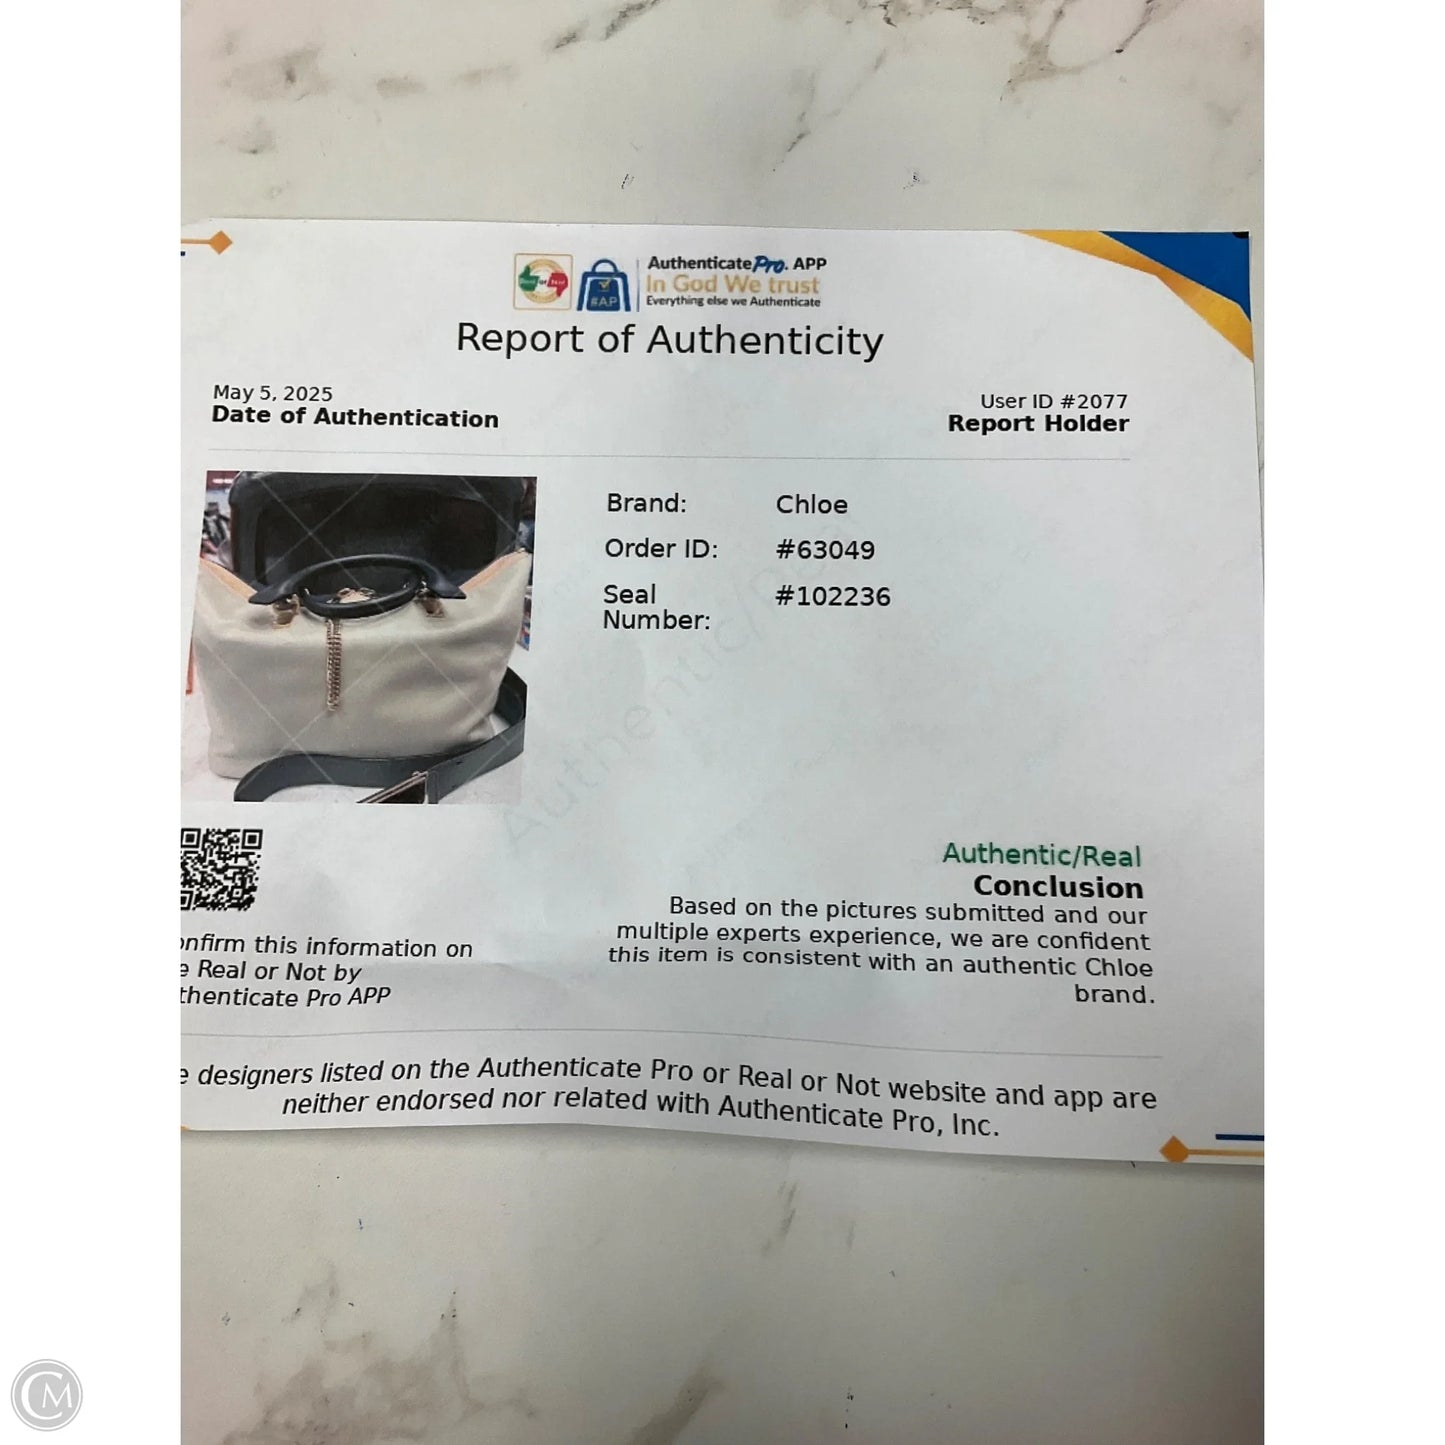 AuthenticatePro. APP
In God We trust
Everything else we Authenticate
#AP
Report of Authenticity
May 5, 2025
Date of Authentication
User ID #2077
Report Holder
Brand: Chloe
Order ID: #63049
Seal Number: #102236
Authentic/Real
Conclusion
Based on the pictures submitted and our
multiple experts experience, we are confident
this item is consistent with an authentic Chloe
brand.
onfirm this information on
e Real or Not by
thenticate Pro APP
e designers listed on the Authenticate Pro or Real or Not website and app are
neither endorsed nor related with Authenticate Pro, Inc.
Authentic/Real
CM